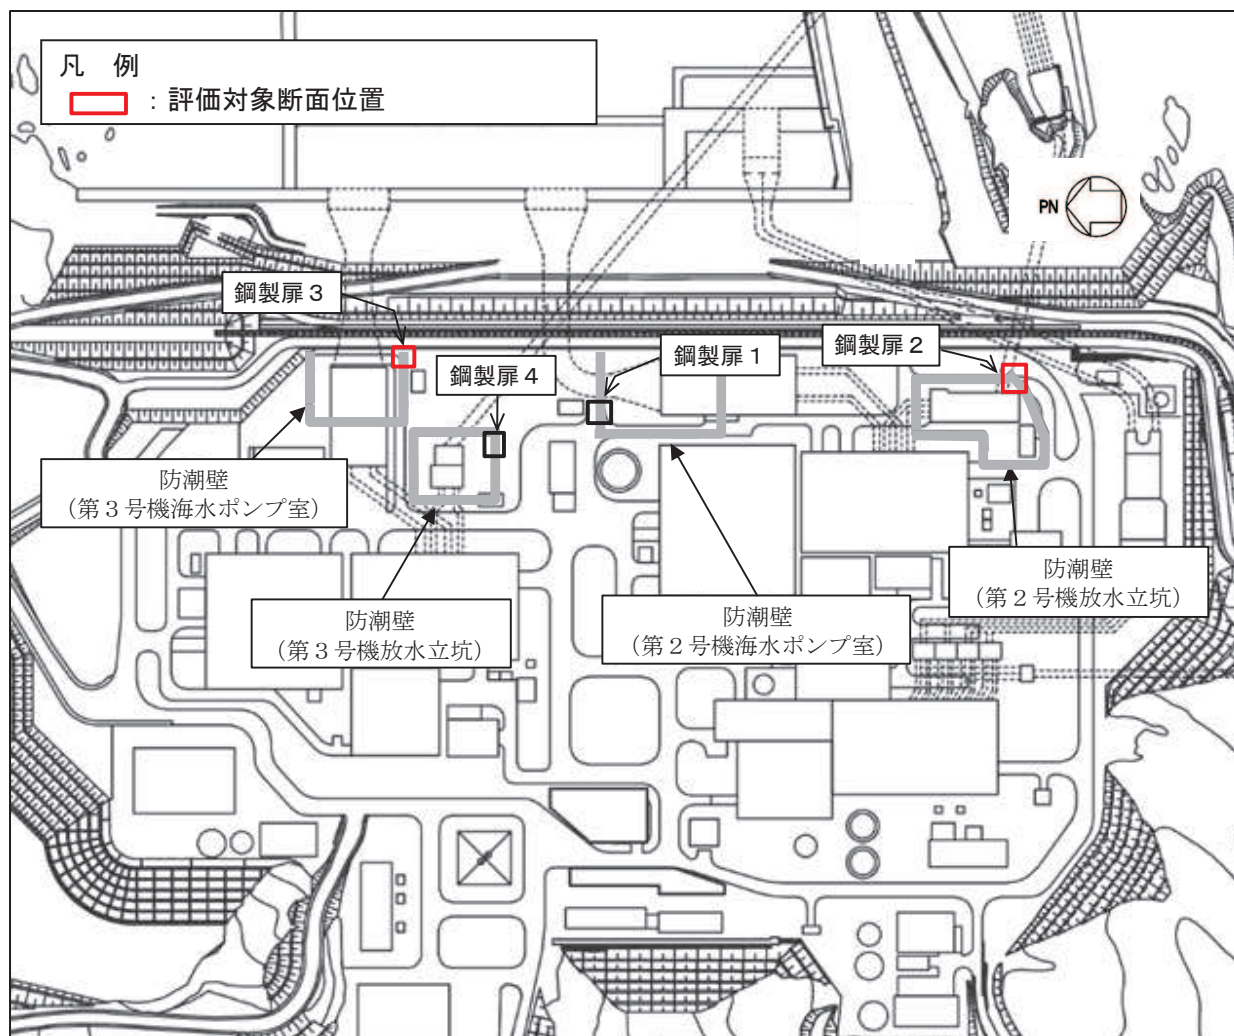 凡 例
：評価対象断面位置
PN
鋼製扉３
鋼製扉４
鋼製扉１
鋼製扉２
防潮壁
（第３号機海水ポンプ室）
防潮壁
（第３号機放水立坑）
防潮壁
（第２号機海水ポンプ室）
防潮壁
（第２号機放水立坑）